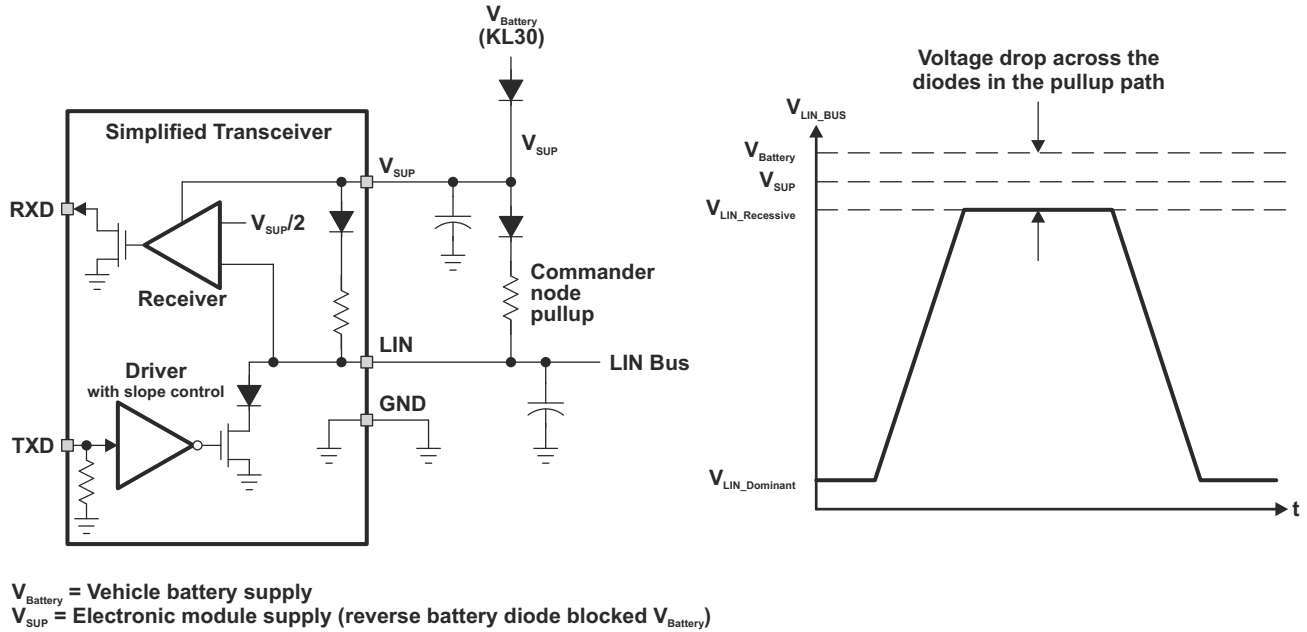 V_Battery
(KL30)
Simplified Transceiver
V_SUP
V_SUP
RXD
V_SUP/2
Receiver
Commander
node
pullup
LIN
LIN Bus
Driver
with slope control
GND
TXD
Voltage drop across the
diodes in the pullup path
V_LIN_BUS
V_Battery
V_SUP
V_LIN_Recessive
V_LIN_Dominant
t
V_Battery = Vehicle battery supply
V_SUP = Electronic module supply (reverse battery diode blocked V_Battery)